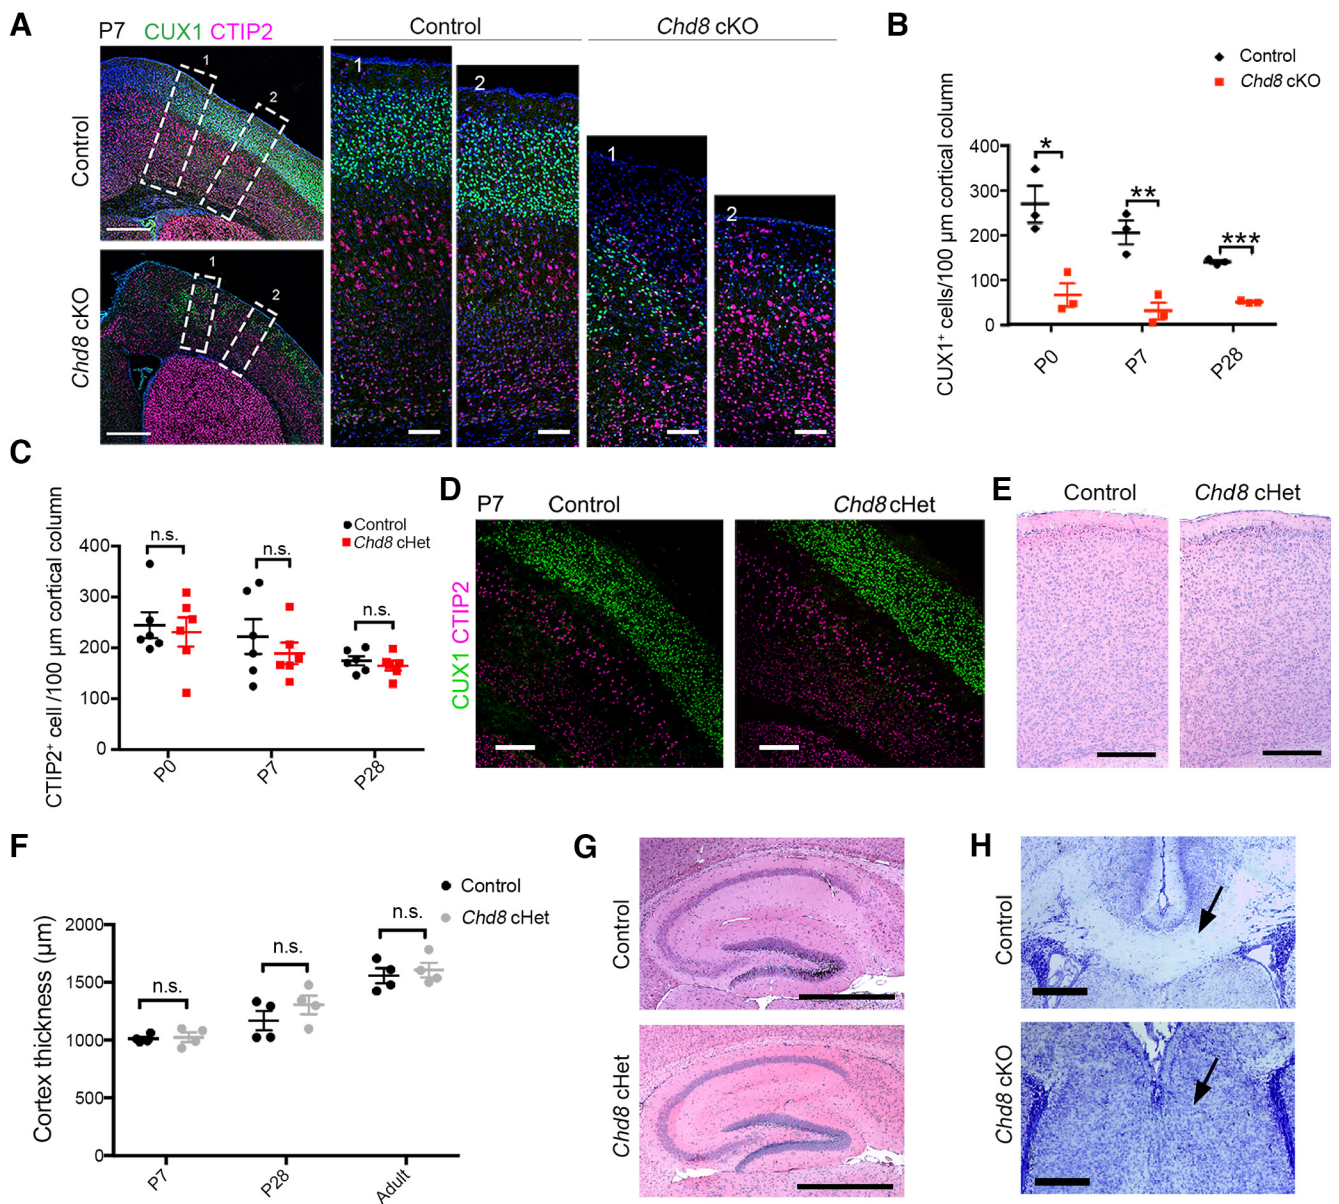 A
P7 CUX1 CTIP2
Control
Chd8 cKO
Control
Chd8 cKO
1
2
1
2
1
2
1
2
B
Control
Chd8 cKO
CUX1+ cells/100 µm cortical column
400
300
200
100
0
*
**
***
P0
P7
P28
C
CTIP2+ cell /100 µm cortical column
Control
Chd8 cHet
400
300
200
100
0
n.s.
n.s.
n.s.
P0
P7
P28
D
P7 Control Chd8 cHet
CUX1 CTIP2
E
Control Chd8 cHet
F
Control
Chd8 cHet
Cortex thickness (µm)
2000
1500
1000
500
0
n.s.
n.s.
n.s.
P7
P28
Adult
G
Control
Chd8 cHet
H
Control
Chd8 cKO